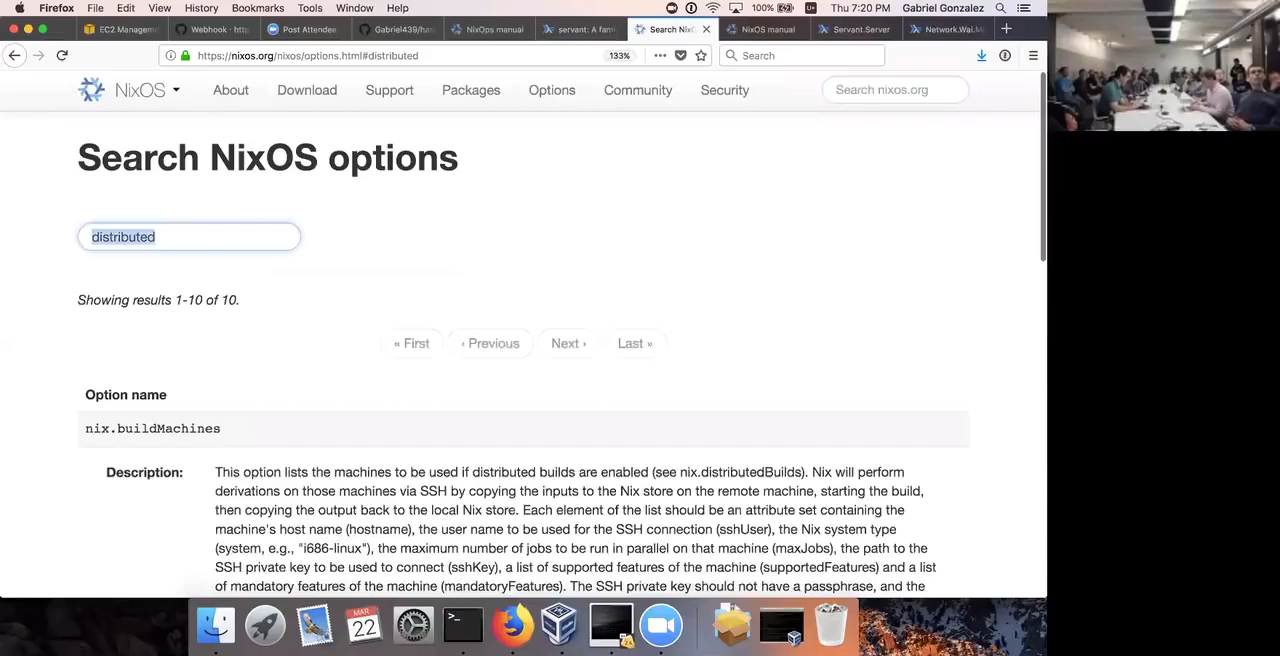 Firefox File Edit View History Bookmarks Tools Window Help 100% Thu 7:20 PM Gabriel Gonzalez
EC2 Managem Webhook - http Post Attendee Gabriel439/has NixOps manual servant: A fam Search NixO NixOS manual Servant.Server Network.Wai.M
https://nixos.org/nixos/options.html#distributed 133% Search
NixOS About Download Support Packages Options Community Security Search nixos.org
Search NixOS options
distributed
Showing results 1-10 of 10.
« First ‹ Previous Next › Last »
Option name
nix.buildMachines
Description: This option lists the machines to be used if distributed builds are enabled (see nix.distributedBuilds). Nix will perform
derivations on those machines via SSH by copying the inputs to the Nix store on the remote machine, starting the build,
then copying the output back to the local Nix store. Each element of the list should be an attribute set containing the
machine's host name (hostname), the user name to be used for the SSH connection (sshUser), the Nix system type
(system, e.g., "i686-linux"), the maximum number of jobs to be run in parallel on that machine (maxJobs), the path to the
SSH private key to be used to connect (sshKey), a list of supported features of the machine (supportedFeatures) and a list
of mandatory features of the machine (mandatoryFeatures). The SSH private key should not have a passphrase, and the
MAR
22